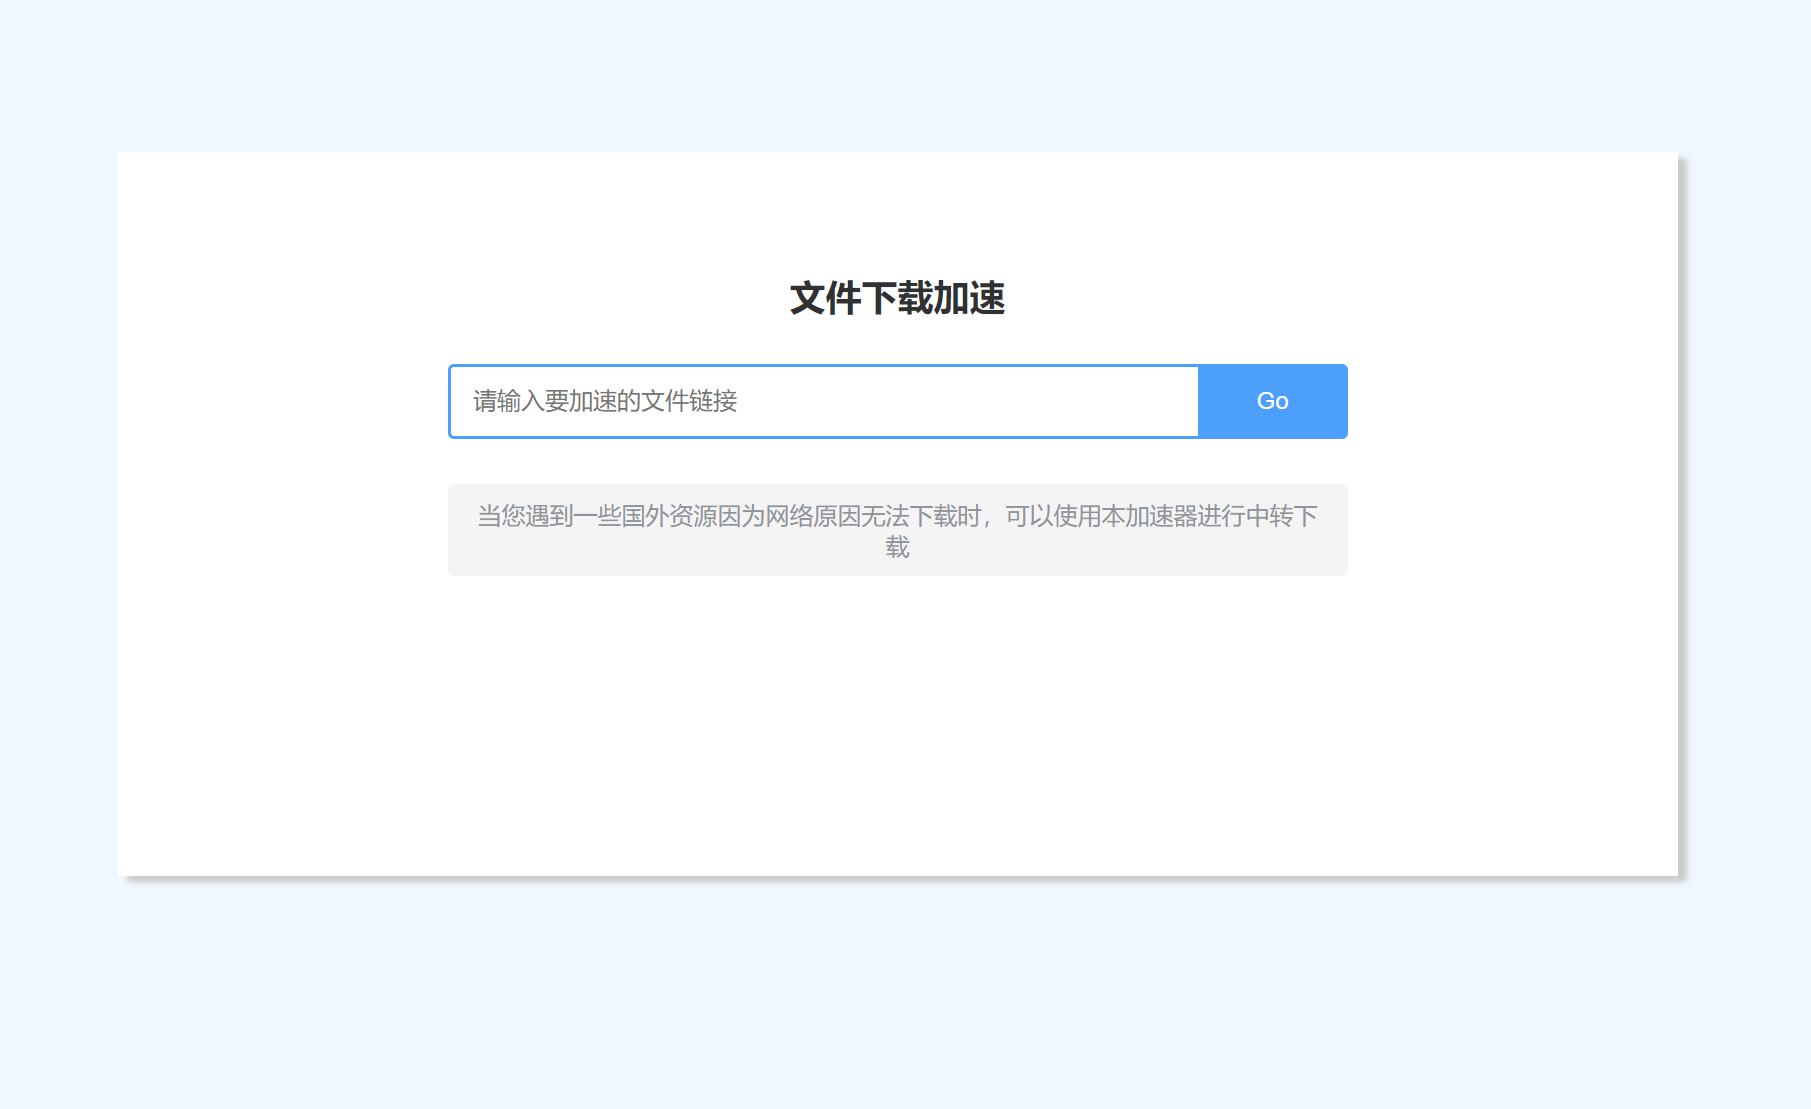 文件下载加速
请输入要加速的文件链接
Go
当您遇到一些国外资源因为网络原因无法下载时，可以使用本加速器进行中转下
载